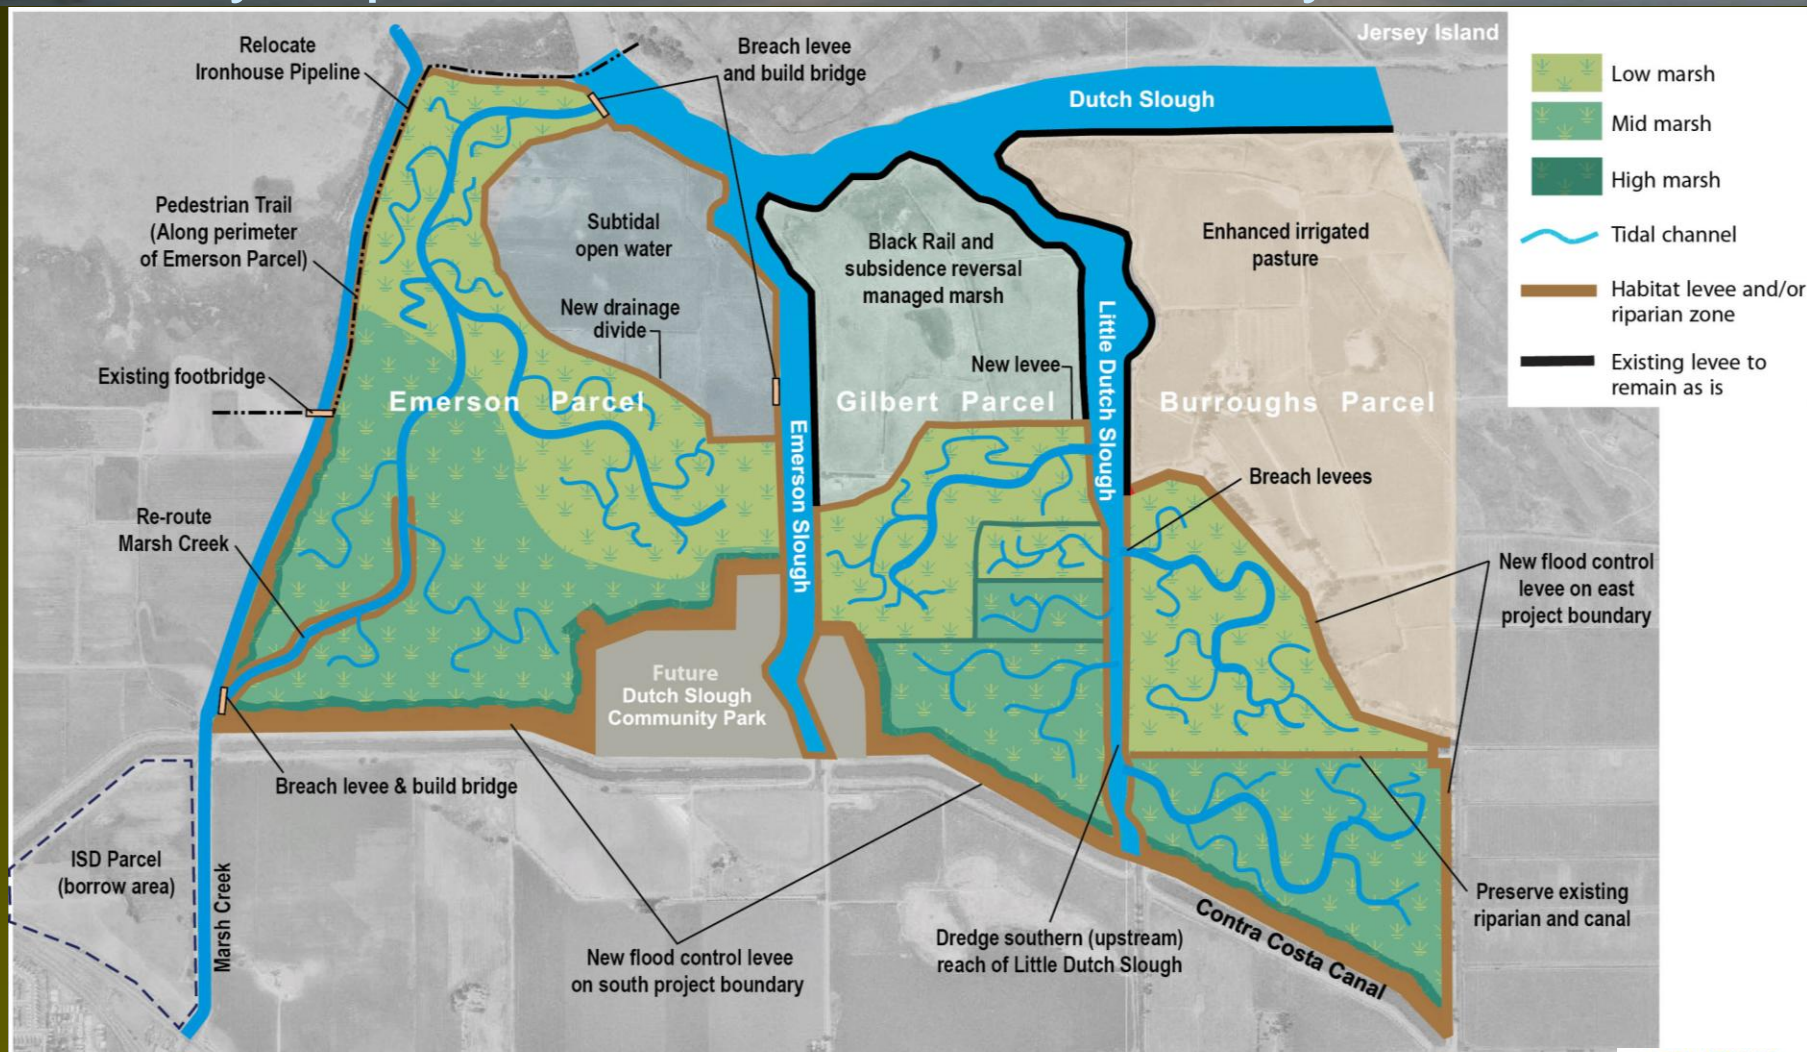 Jersey Island
Relocate
Ironhouse Pipeline
Breach levee
and build bridge
Dutch Slough
Low marsh
Mid marsh
High marsh
Tidal channel
Habitat levee and/or
riparian zone
Existing levee to
remain as is
Pedestrian Trail
(Along perimeter
of Emerson Parcel)
Subtidal
open water
Black Rail and
subsidence reversal
managed marsh
Enhanced irrigated
pasture
New drainage
divide
New levee
Little Dutch Slough
Existing footbridge
Emerson Parcel
Gilbert Parcel
Burroughs Parcel
Emerson Slough
Breach levees
Re-route
Marsh Creek
New flood control
levee on east
project boundary
Future
Dutch Slough
Community Park
Breach levee & build bridge
ISD Parcel
(borrow area)
Marsh Creek
New flood control levee
on south project boundary
Dredge southern (upstream)
reach of Little Dutch Slough
Contra Costa Canal
Preserve existing
riparian and canal